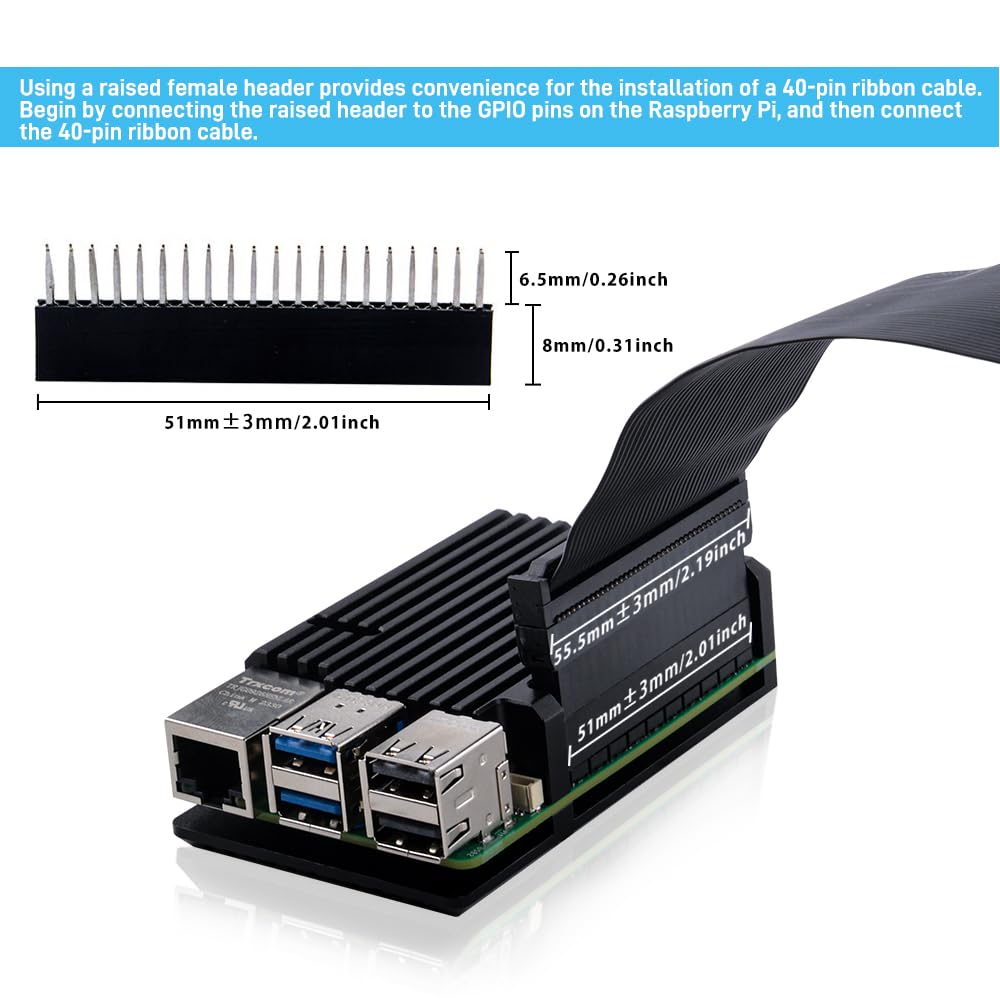 Using a raised female header provides convenience for the installation of a 40-pin ribbon cable.
Begin by connecting the raised header to the GPIO pins on the Raspberry Pi, and then connect
the 40-pin ribbon cable.
6.5mm/0.26inch
8mm/0.31inch
51mm±3mm/2.01inch
55.5mm±3mm/2.19inch
51mm±3mm/2.01inch
Trxcom®